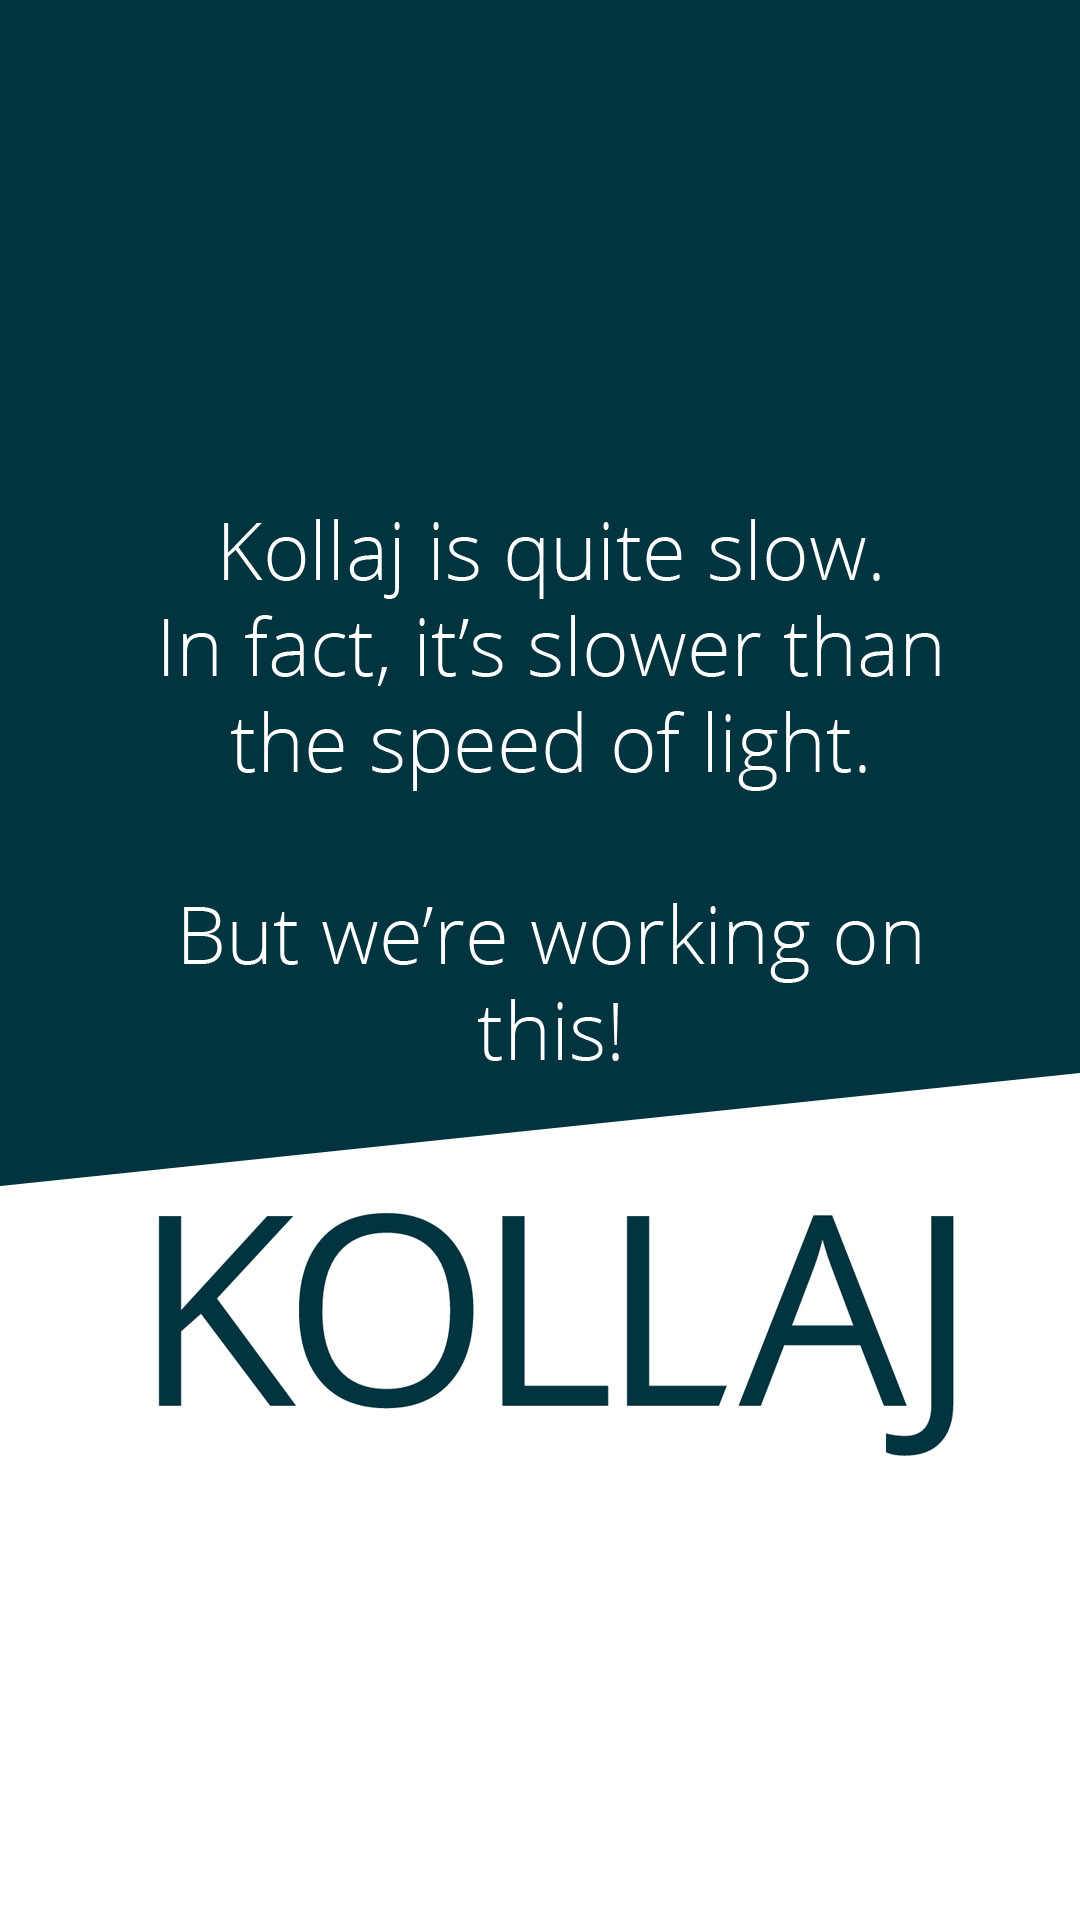 Kollaj is quite slow.
In fact, it’s slower than
the speed of light.
But we’re working on
this!
KOLLAJ